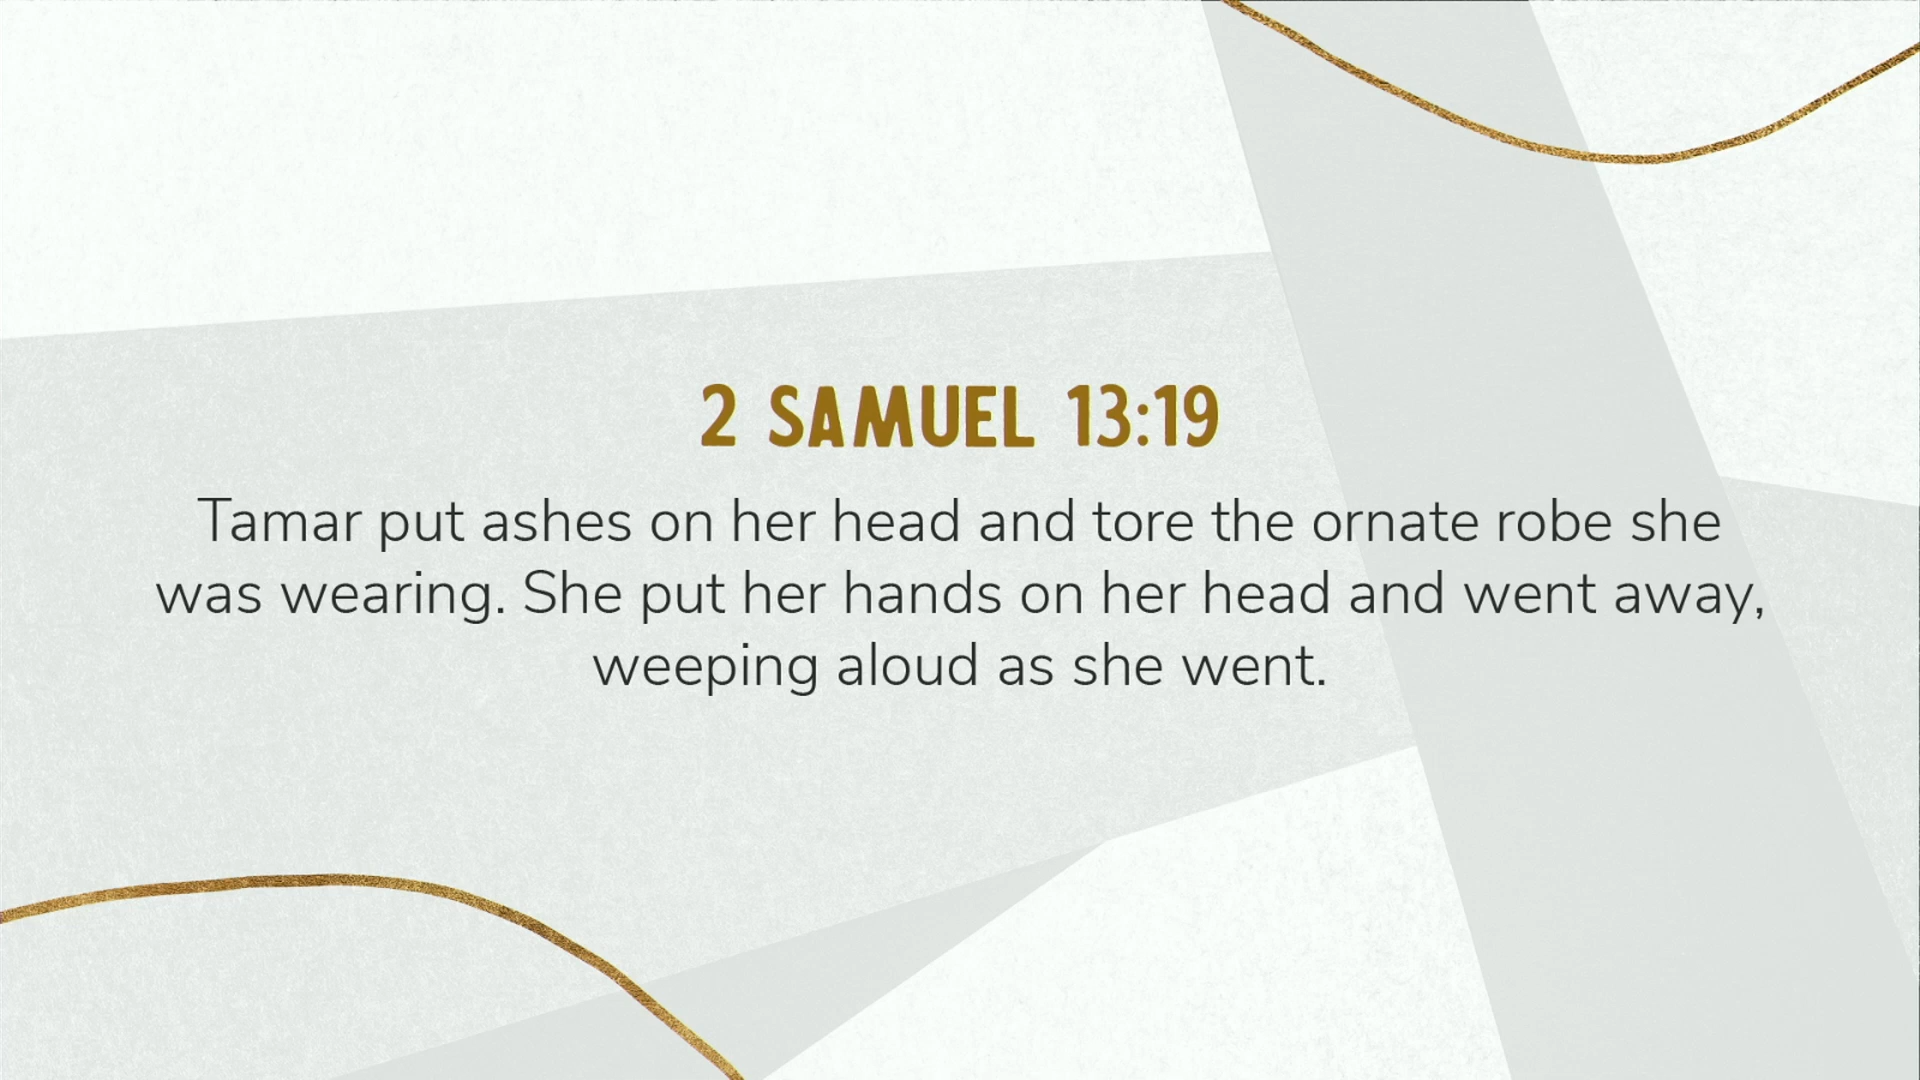 2 SAMUEL 13:19
Tamar put ashes on her head and tore the ornate robe she
was wearing. She put her hands on her head and went away,
weeping aloud as she went.